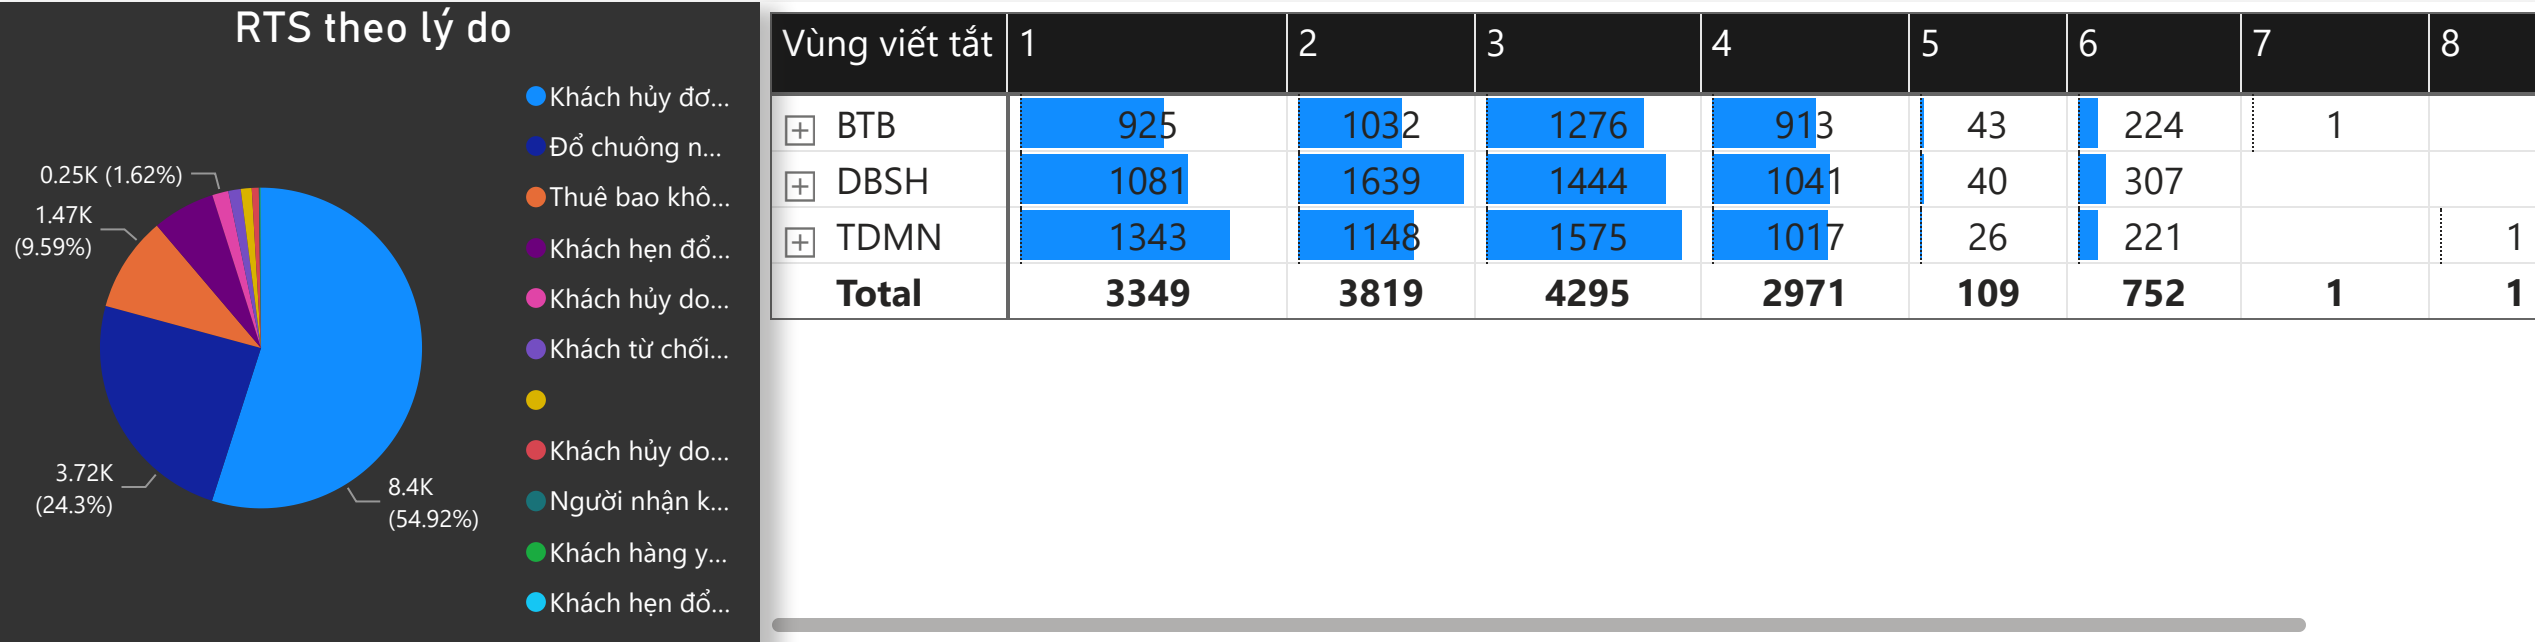 RTS theo lý do
Khách hủy đơ...
Đổ chuông n...
Thuê bao khô...
Khách hẹn đổ...
Khách hủy do...
Khách từ chối...
Khách hủy do...
Người nhận k...
Khách hàng y...
Khách hẹn đổ...
0.25K (1.62%)
1.47K
(9.59%)
3.72K
(24.3%)
8.4K
(54.92%)
Vùng viết tắt 1 2 3 4 5 6 7 8
BTB 925 1032 1276 913 43 224 1
DBSH 1081 1639 1444 1041 40 307
TDMN 1343 1148 1575 1017 26 221 1
Total 3349 3819 4295 2971 109 752 1 1